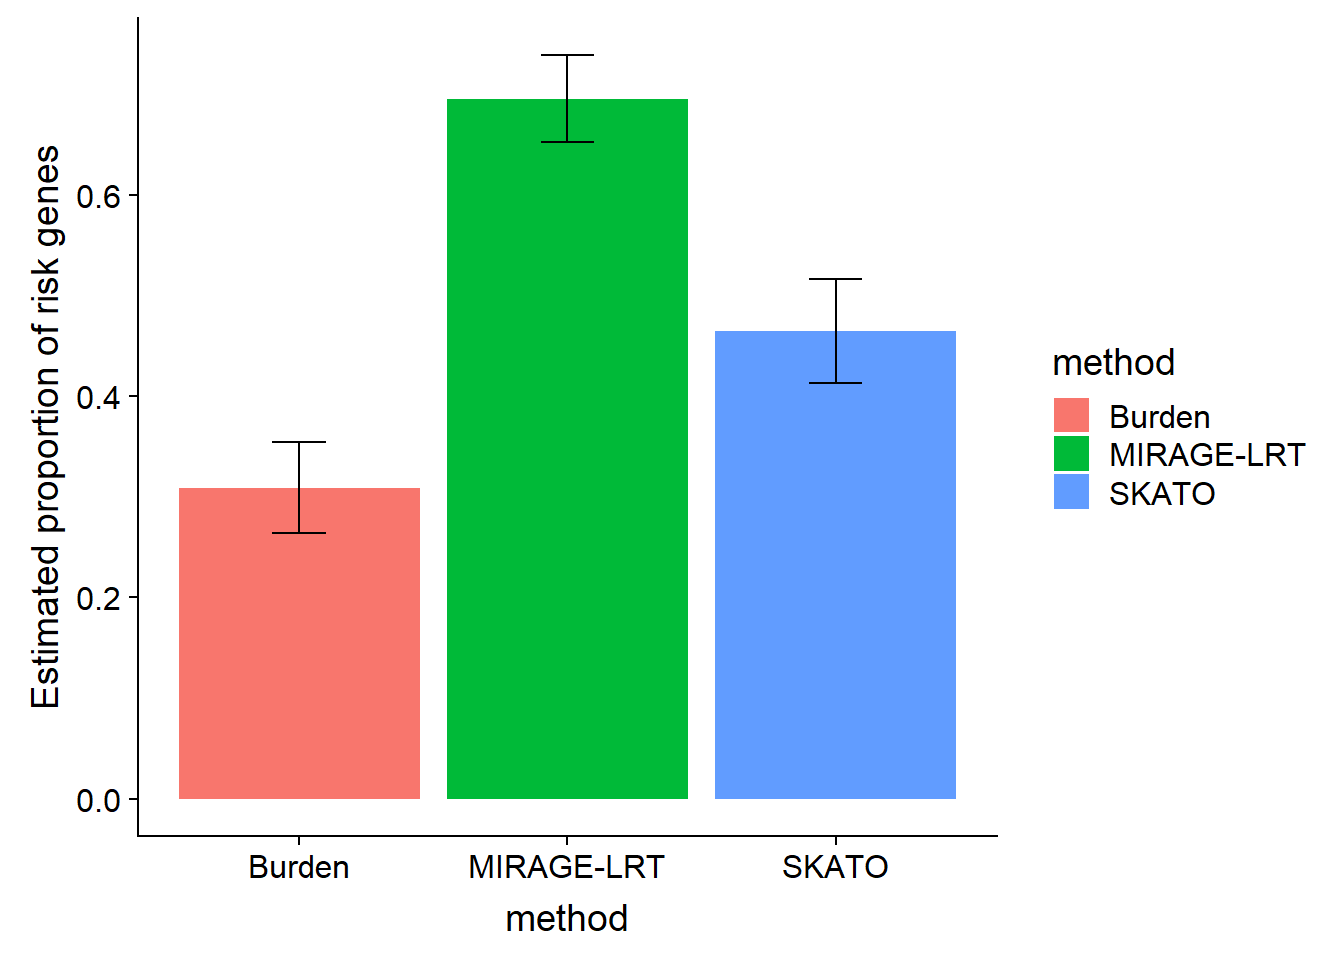 Estimated proportion of risk genes
0.6
0.4
0.2
0.0
Burden
MIRAGE-LRT
SKATO
method
method
Burden
MIRAGE-LRT
SKATO